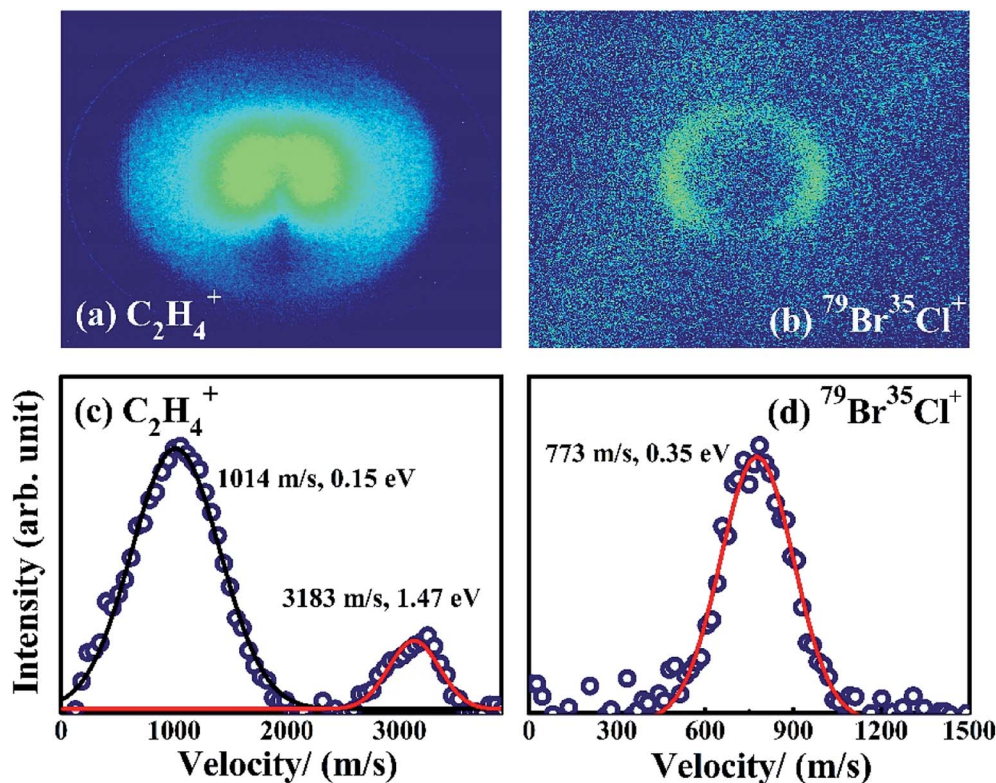 (a) C₂H₄⁺
(b) ⁷⁹Br³⁵Cl⁺
(c) C₂H₄⁺
1014 m/s, 0.15 eV
3183 m/s, 1.47 eV
Intensity (arb. unit)
0 1000 2000 3000
Velocity/ (m/s)
(d) ⁷⁹Br³⁵Cl⁺
773 m/s, 0.35 eV
0 300 600 900 1200 1500
Velocity/ (m/s)